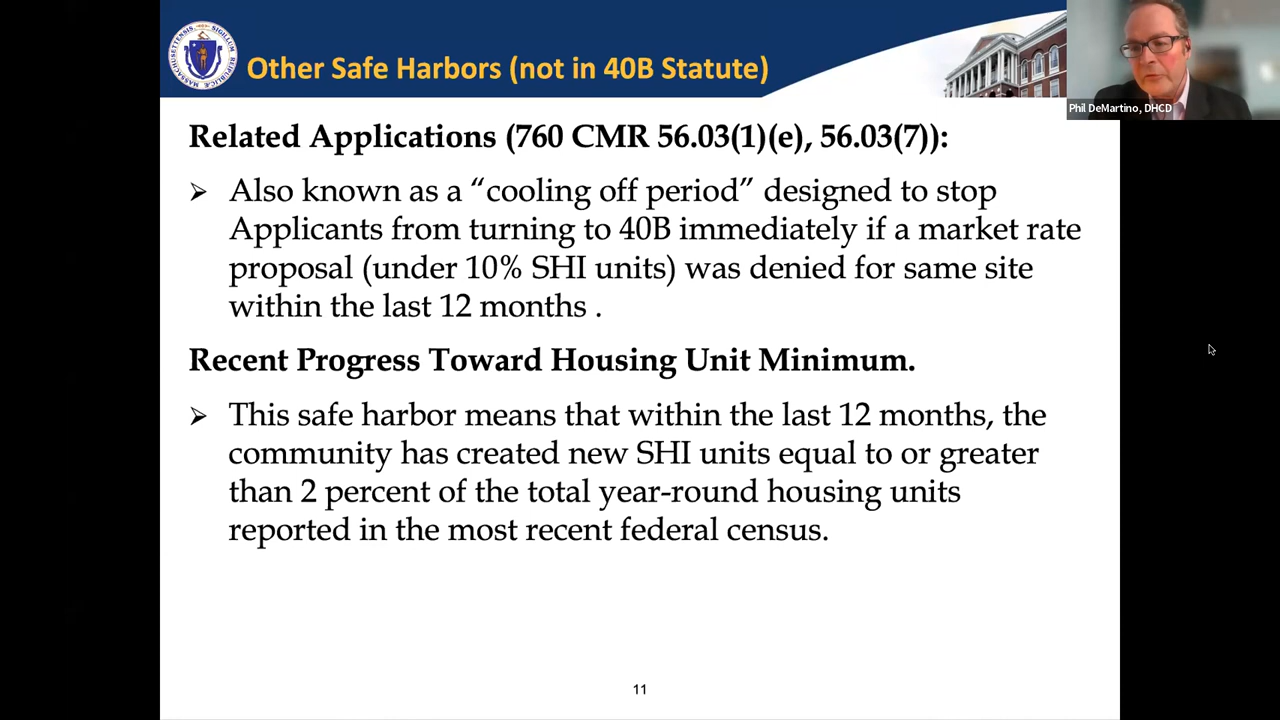 Other Safe Harbors (not in 40B Statute)
Phil DeMartino, DHCD
Related Applications (760 CMR 56.03(1)(e), 56.03(7)):
Also known as a “cooling off period” designed to stop
Applicants from turning to 40B immediately if a market rate
proposal (under 10% SHI units) was denied for same site
within the last 12 months .
Recent Progress Toward Housing Unit Minimum.
This safe harbor means that within the last 12 months, the
community has created new SHI units equal to or greater
than 2 percent of the total year-round housing units
reported in the most recent federal census.
11